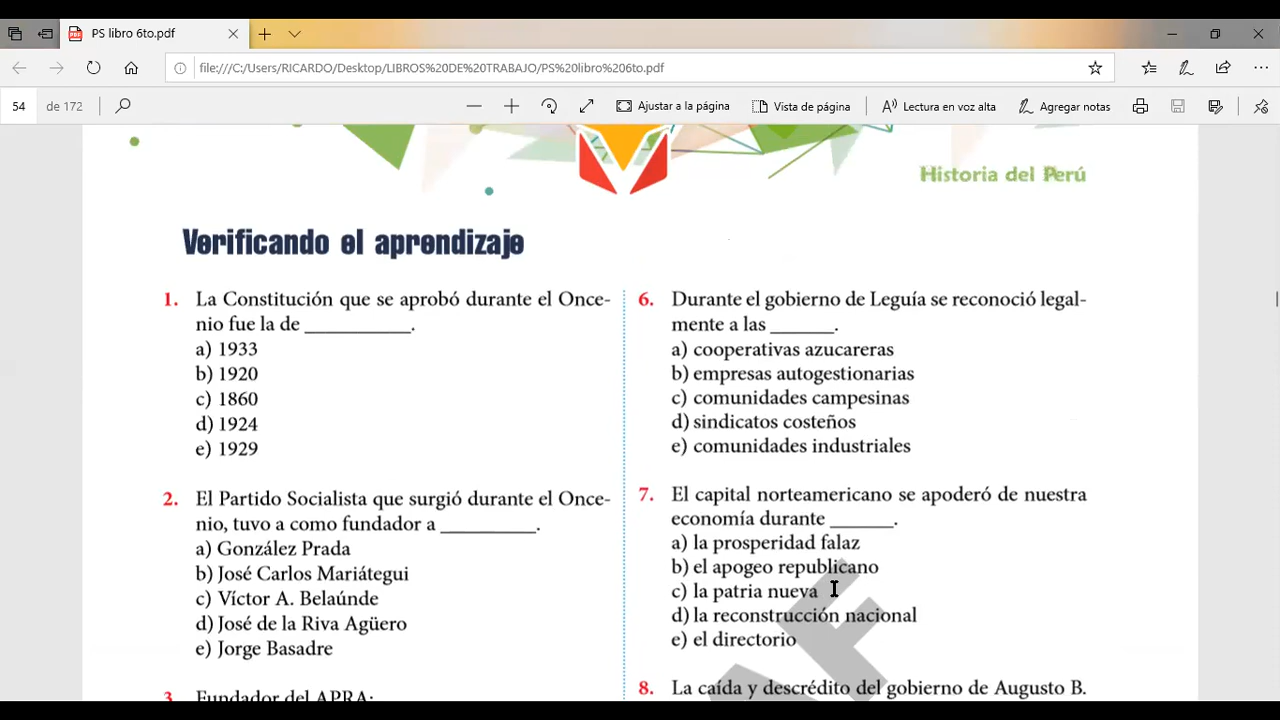 PS libro 6to.pdf
file:///C:/Users/RICARDO/Desktop/LIBROS%20DE%20TRABAJO/PS%20libro%206to.pdf
54 de 172
Ajustar a la página
Vista de página
Lectura en voz alta
Agregar notas
Historia del Perú
Verificando el aprendizaje
1. La Constitución que se aprobó durante el Once-
nio fue la de ___________.
a) 1933
b) 1920
c) 1860
d) 1924
e) 1929
2. El Partido Socialista que surgió durante el Once-
nio, tuvo a como fundador a __________.
a) González Prada
b) José Carlos Mariátegui
c) Víctor A. Belaúnde
d) José de la Riva Agüero
e) Jorge Basadre
3. Fundador del APRA:
6. Durante el gobierno de Leguía se reconoció legal-
mente a las ______.
a) cooperativas azucareras
b) empresas autogestionarias
c) comunidades campesinas
d) sindicatos costeños
e) comunidades industriales
7. El capital norteamericano se apoderó de nuestra
economía durante ______.
a) la prosperidad falaz
b) el apogeo republicano
c) la patria nueva
d) la reconstrucción nacional
e) el directorio
8. La caída y descrédito del gobierno de Augusto B.